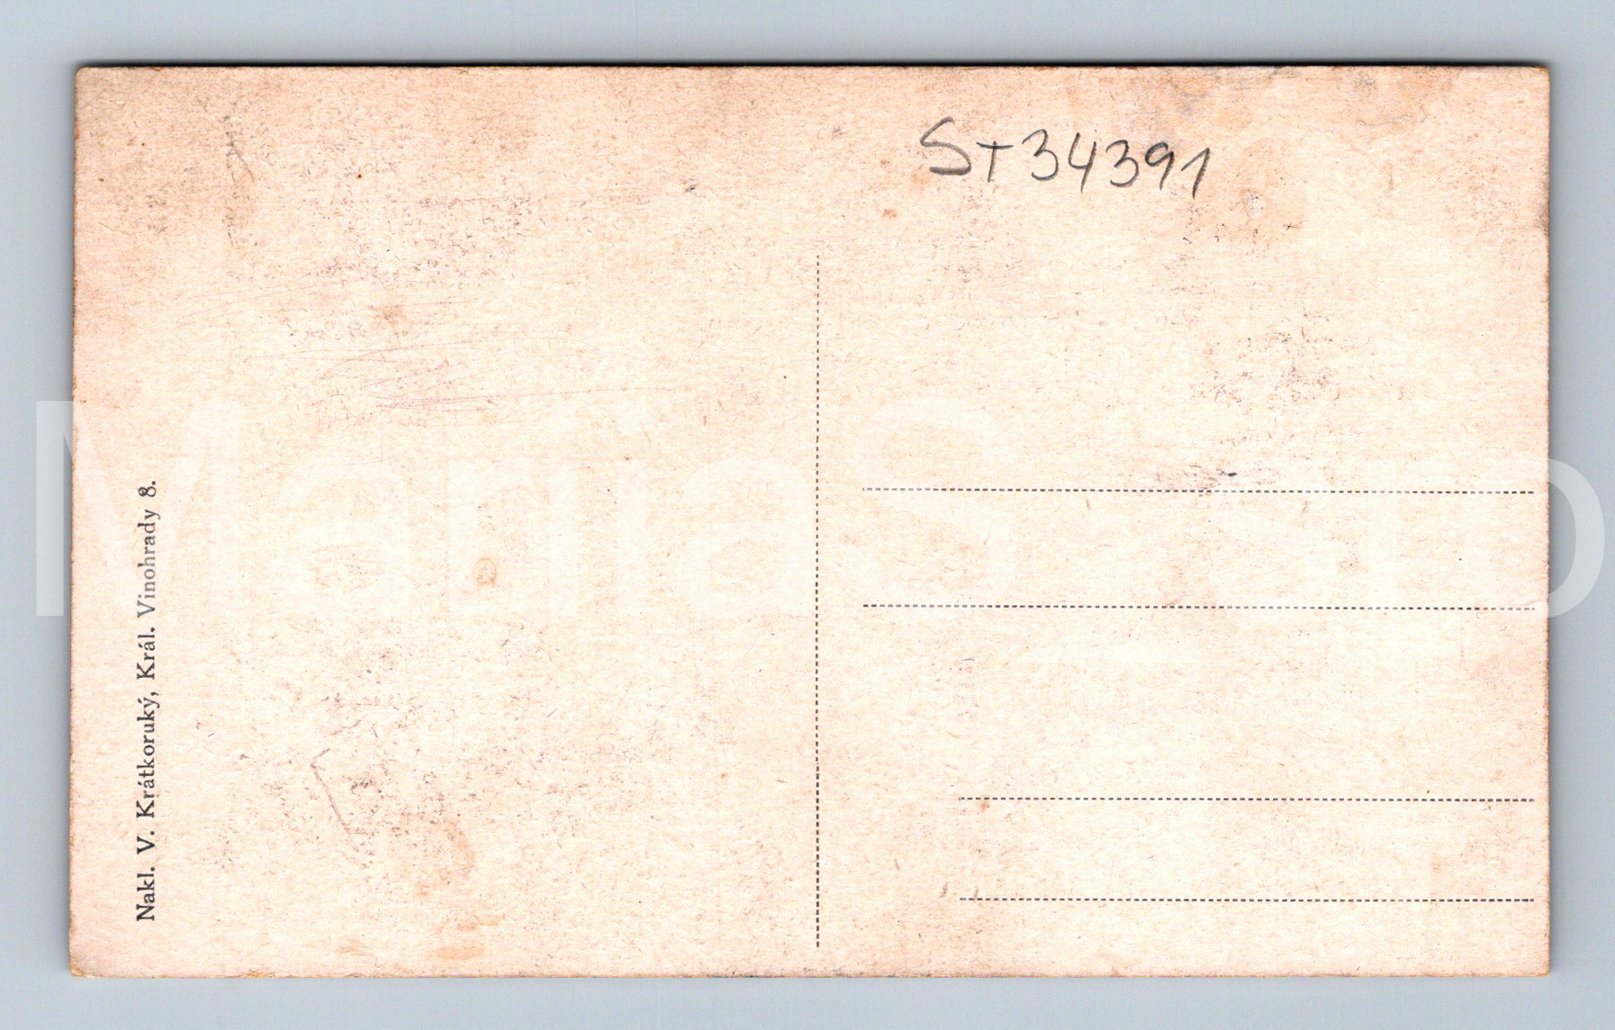 ST34391
Nakl. V. Krátkoruký, Král. Vinohrady 8.